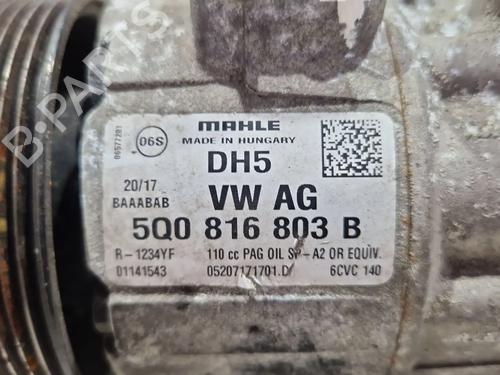 MAHLE
MADE IN HUNGARY
06577201
06S
DH5
20/17
VW AG
BAAABAB
5Q0 816 803 B
R-1234YF 110 cc PAG OIL SP-A2 OR EQUIV.
01141543 05207171701.D/ 6CVC 140
B-PARTS